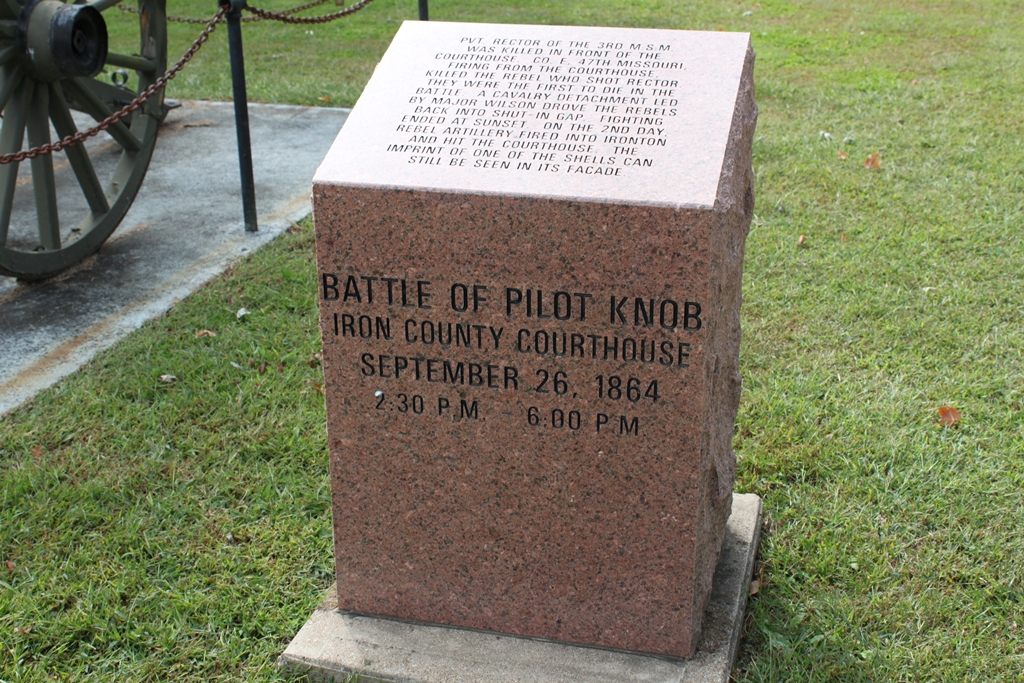 PVT. RECTOR OF THE 3RD M.S.M
WAS KILLED IN FRONT OF THE
COURTHOUSE. CO. E. 47TH MISSOURI,
FIRING FROM THE COURTHOUSE,
KILLED THE REBEL WHO SHOT RECTOR
THEY WERE THE FIRST TO DIE IN THE
BATTLE. A CAVALRY DETACHMENT LED
BY MAJOR WILSON DROVE THE REBELS
BACK INTO SHUT-IN GAP. FIGHTING
ENDED AT SUNSET. ON THE 2ND DAY,
REBEL ARTILLERY FIRED INTO IRONTON
AND HIT THE COURTHOUSE. THE
IMPRINT OF ONE OF THE SHELLS CAN
STILL BE SEEN IN ITS FACADE
BATTLE OF PILOT KNOB
IRON COUNTY COURTHOUSE
SEPTEMBER 26, 1864
2:30 P.M. - 6:00 P.M.